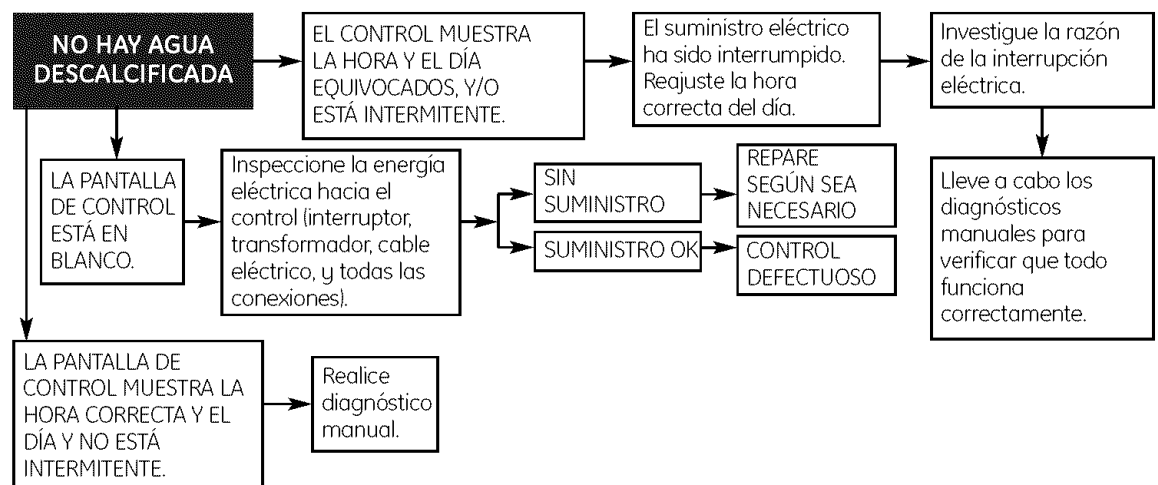 NO HAY AGUA
DESCALCIFICADA
EL CONTROL MUESTRA
LA HORA Y EL DÍA
EQUIVOCADOS, Y/O
ESTÁ INTERMITENTE.
El suministro eléctrico
ha sido interrumpido.
Reajuste la hora
correcta del día.
Investigue la razón
de la interrupción
eléctrica.
Lleve a cabo los
diagnósticos
manuales para
verificar que todo
funciona
correctamente.
LA PANTALLA
DE CONTROL
ESTÁ EN
BLANCO.
Inspeccione la energía
eléctrica hacia el
control (interruptor,
transformador, cable
eléctrico, y todas las
conexiones).
SIN
SUMINISTRO
REPARE
SEGÚN SEA
NECESARIO
SUMINISTRO OK
CONTROL
DEFECTUOSO
LA PANTALLA DE
CONTROL MUESTRA LA
HORA CORRECTA Y EL
DÍA Y NO ESTÁ
INTERMITENTE.
Realice
diagnóstico
manual.